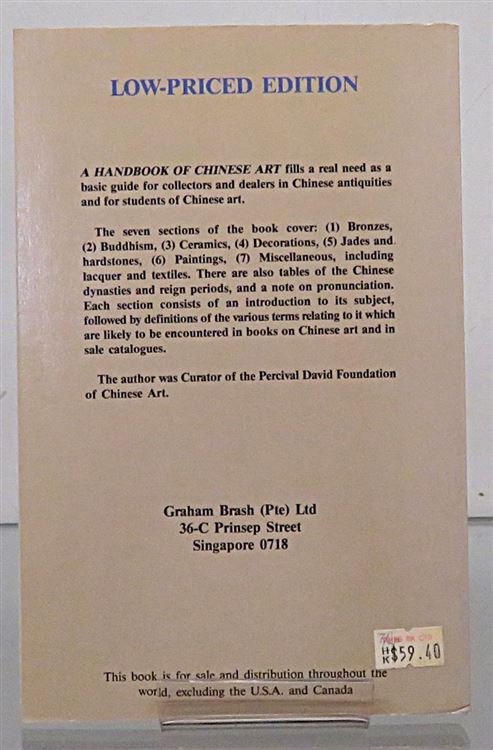 LOW-PRICED EDITION
A HANDBOOK OF CHINESE ART fills a real need as a
basic guide for collectors and dealers in Chinese antiquities
and for students of Chinese art.
The seven sections of the book cover: (1) Bronzes,
(2) Buddhism, (3) Ceramics, (4) Decorations, (5) Jades and
hardstones, (6) Paintings, (7) Miscellaneous, including
lacquer and textiles. There are also tables of the Chinese
dynasties and reign periods, and a note on pronunciation.
Each section consists of an introduction to its subject,
followed by definitions of the various terms relating to it which
are likely to be encountered in books on Chinese art and in
sale catalogues.
The author was Curator of the Percival David Foundation
of Chinese Art.
Graham Brash (Pte) Ltd
36-C Prinsep Street
Singapore 0718
HK$59.40
This book is for sale and distribution throughout the
world, excluding the U.S.A. and Canada